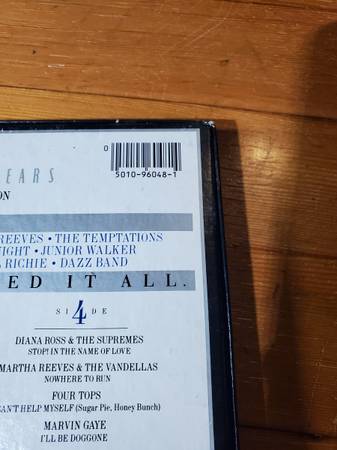 0
5010-96048-1
EARS
ON
REEVES • THE TEMPTATIONS
IGHT • JUNIOR WALKER
RICHIE • DAZZ BAND
ED IT ALL.
SI4DE
DIANA ROSS & THE SUPREMES
STOP! IN THE NAME OF LOVE
MARTHA REEVES & THE VANDELLAS
NOWHERE TO RUN
FOUR TOPS
CAN'T HELP MYSELF (Sugar Pie, Honey Bunch)
MARVIN GAYE
I'LL BE DOGGONE